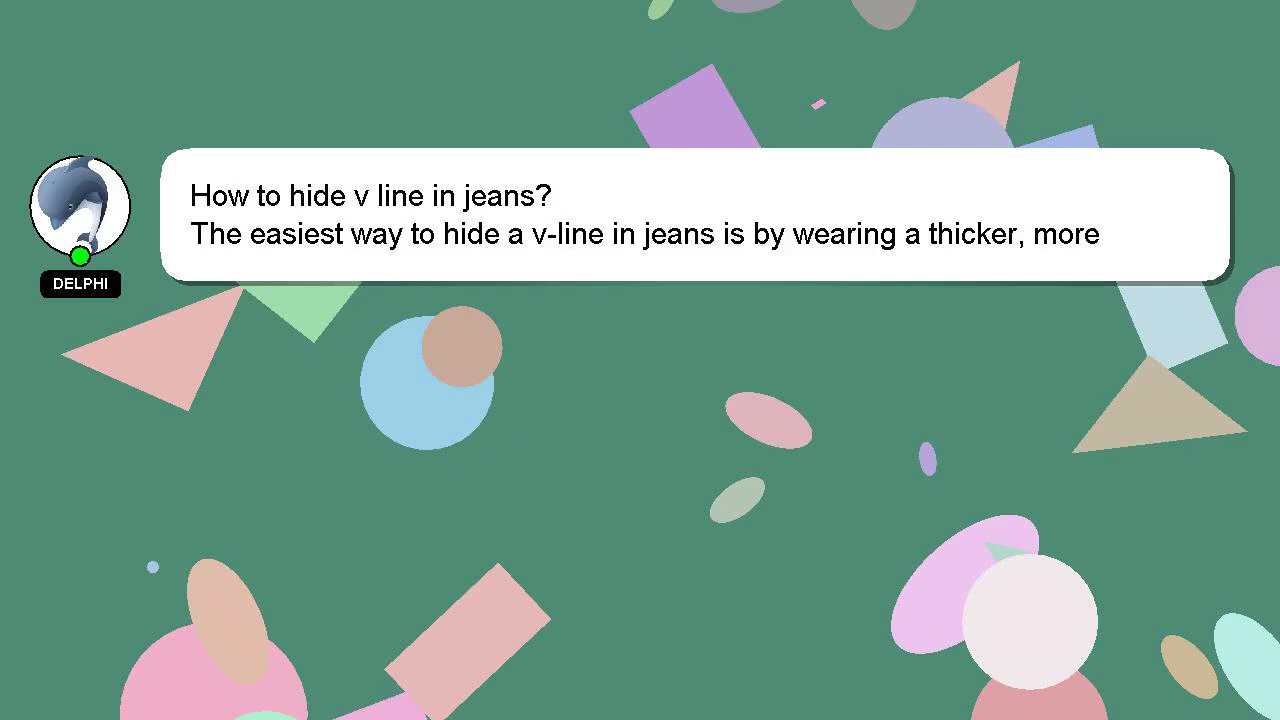 How to hide v line in jeans?
The easiest way to hide a v-line in jeans is by wearing a thicker, more
DELPHI